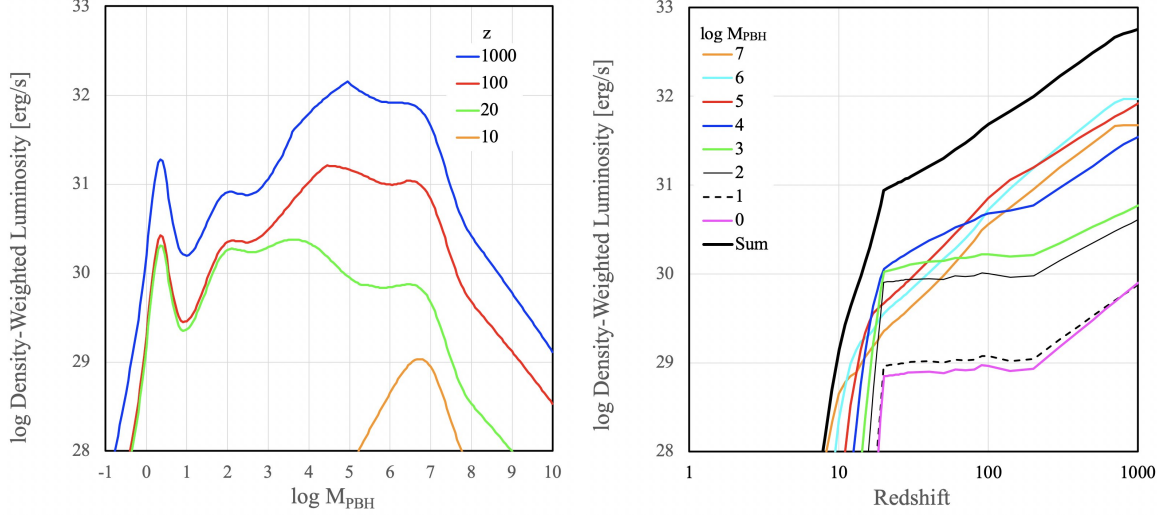 33
32
31
30
29
28
-1 0 1 2 3 4 5 6 7 8 9 10
log M_PBH
log Density-Weighted Luminosity [erg/s]
z
1000
100
20
10
33
32
31
30
29
28
1 10 100 1000
Redshift
log Density-Weighted Luminosity [erg/s]
log M_PBH
7
6
5
4
3
2
1
0
Sum